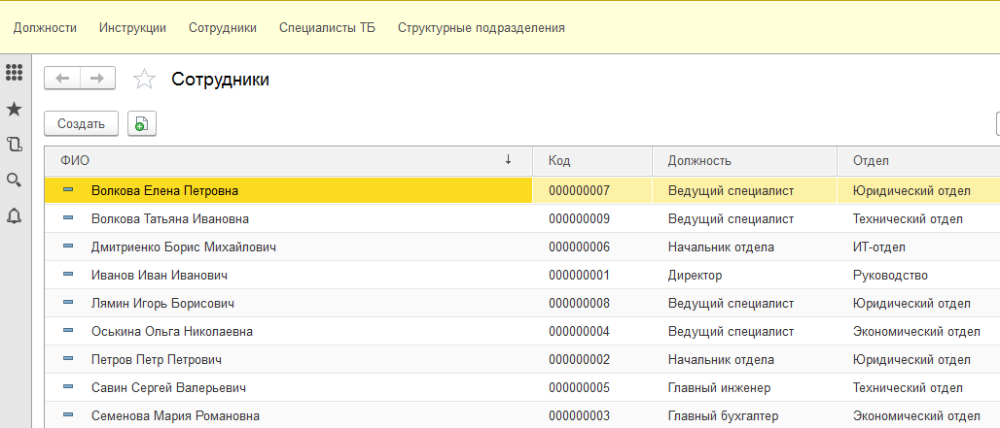 Должности Инструкции Сотрудники Специалисты ТБ Структурные подразделения
Сотрудники
Создать
ФИО ↓ Код Должность Отдел
Волкова Елена Петровна 000000007 Ведущий специалист Юридический отдел
Волкова Татьяна Ивановна 000000009 Ведущий специалист Технический отдел
Дмитриенко Борис Михайлович 000000006 Начальник отдела ИТ-отдел
Иванов Иван Иванович 000000001 Директор Руководство
Лямин Игорь Борисович 000000008 Ведущий специалист Юридический отдел
Оськина Ольга Николаевна 000000004 Ведущий специалист Экономический отдел
Петров Петр Петрович 000000002 Начальник отдела Юридический отдел
Савин Сергей Валерьевич 000000005 Главный инженер Технический отдел
Семенова Мария Романовна 000000003 Главный бухгалтер Экономический отдел